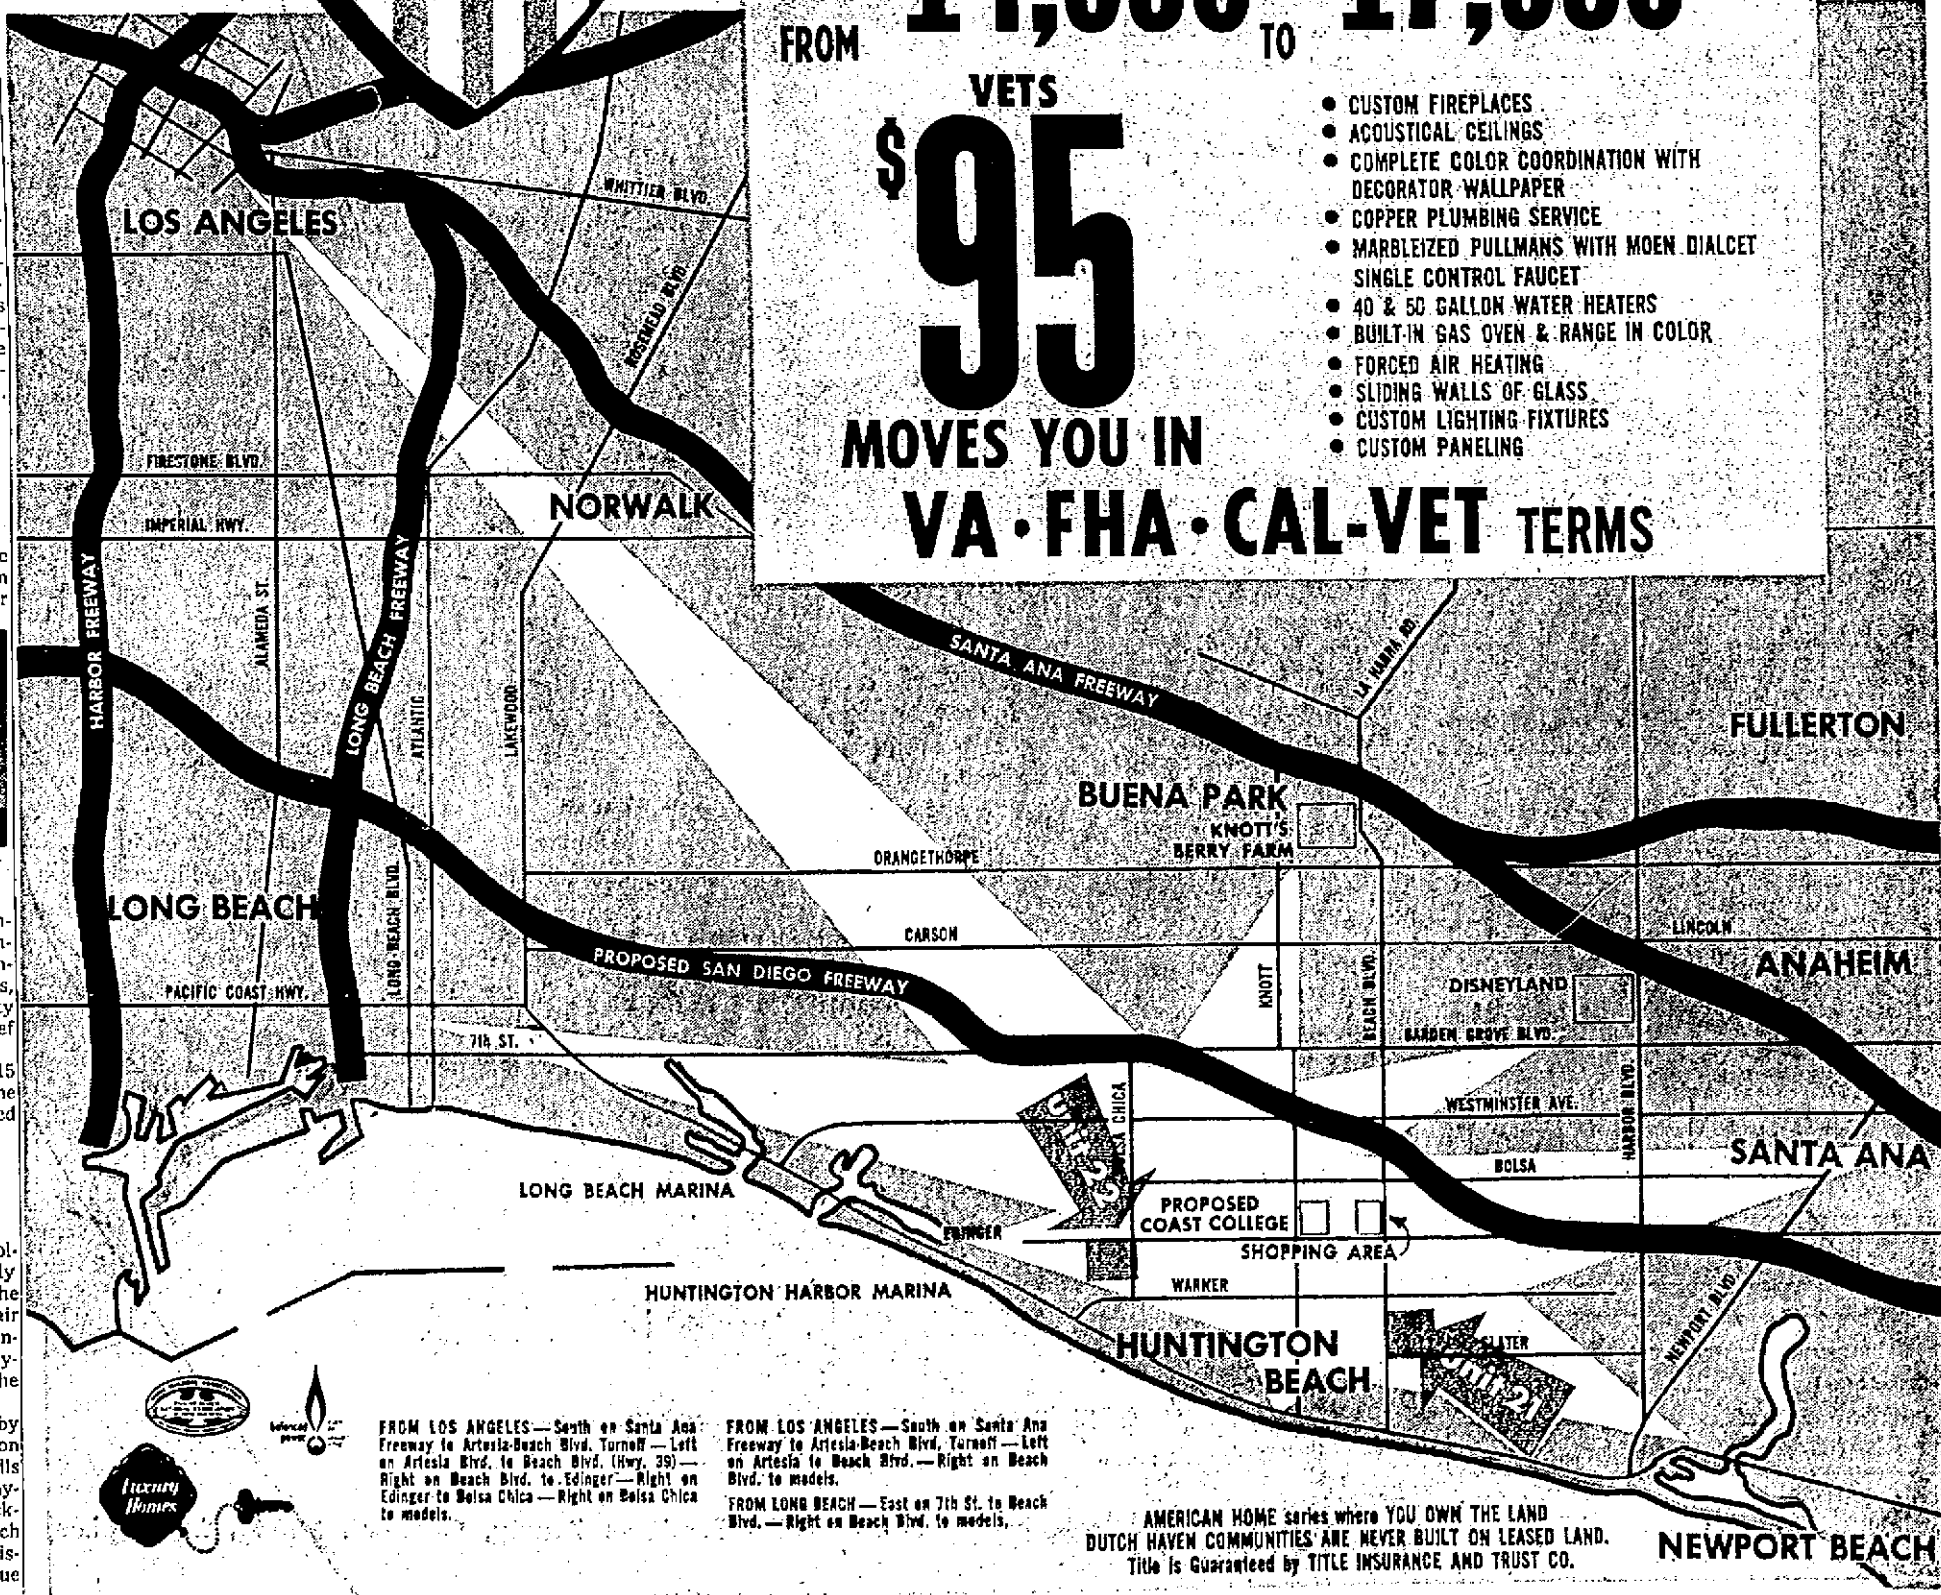 FROM
TO
VETS
$95
MOVES YOU IN
VA • FHA • CAL-VET TERMS
• CUSTOM FIREPLACES
• ACOUSTICAL CEILINGS
• COMPLETE COLOR COORDINATION WITH
DECORATOR WALLPAPER
• COPPER PLUMBING SERVICE
• MARBLEIZED PULLMANS WITH MOEN DIALCET
SINGLE CONTROL FAUCET
• 40 & 50 GALLON WATER HEATERS
• BUILT-IN GAS OVEN & RANGE IN COLOR
• FORCED AIR HEATING
• SLIDING WALLS OF GLASS
• CUSTOM LIGHTING FIXTURES
• CUSTOM PANELING
WHITTIER BLVD.
LOS ANGELES
ROSEMEAD BLVD.
FIRESTONE BLVD.
NORWALK
IMPERIAL HWY.
HARBOR FREEWAY
ALAMEDA ST.
LONG BEACH FREEWAY
ATLANTIC
LAKEWOOD
SANTA ANA FREEWAY
LA HABRA RD.
FULLERTON
BUENA PARK
KNOTT'S
BERRY FARM
ORANGETHORPE
LONG BEACH
LONG BEACH BLVD.
CARSON
LINCOLN
PROPOSED SAN DIEGO FREEWAY
KNOTT
BEACH BLVD.
ANAHEIM
DISNEYLAND
PACIFIC COAST HWY.
7th ST.
GARDEN GROVE BLVD.
CHICA
WESTMINSTER AVE.
HARBOR BLVD.
SANTA ANA
BOLSA
LONG BEACH MARINA
PROPOSED
COAST COLLEGE
EDINGER
SHOPPING AREA
WARNER
HUNTINGTON HARBOR MARINA
NEWPORT BLVD.
HUNTINGTON
BEACH
SLATER
Unit 21
balanced
power
Luxury
Homes
FROM LOS ANGELES — South on Santa Ana
Freeway to Artesia-Beach Blvd. Turnoff — Left
on Artesia Blvd. to Beach Blvd. (Hwy. 39) —
Right on Beach Blvd. to Edinger — Right on
Edinger to Bolsa Chica — Right on Bolsa Chica
to models.
FROM LOS ANGELES — South on Santa Ana
Freeway to Artesia-Beach Blvd. Turnoff — Left
on Artesia to Beach Blvd. — Right on Beach
Blvd. to models.
FROM LONG BEACH — East on 7th St. to Beach
Blvd. — Right on Beach Blvd. to models.
AMERICAN HOME series where YOU OWN THE LAND
DUTCH HAVEN COMMUNITIES ARE NEVER BUILT ON LEASED LAND.
Title is Guaranteed by TITLE INSURANCE AND TRUST CO.
NEWPORT BEACH